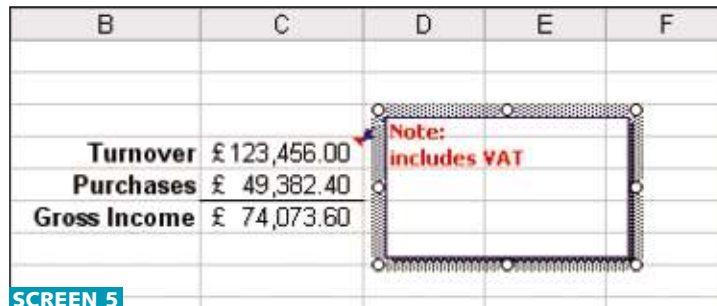 B C D E F
Note:
Turnover £123,456.00 includes VAT
Purchases £ 49,382.40
Gross Income £ 74,073.60
SCREEN 5